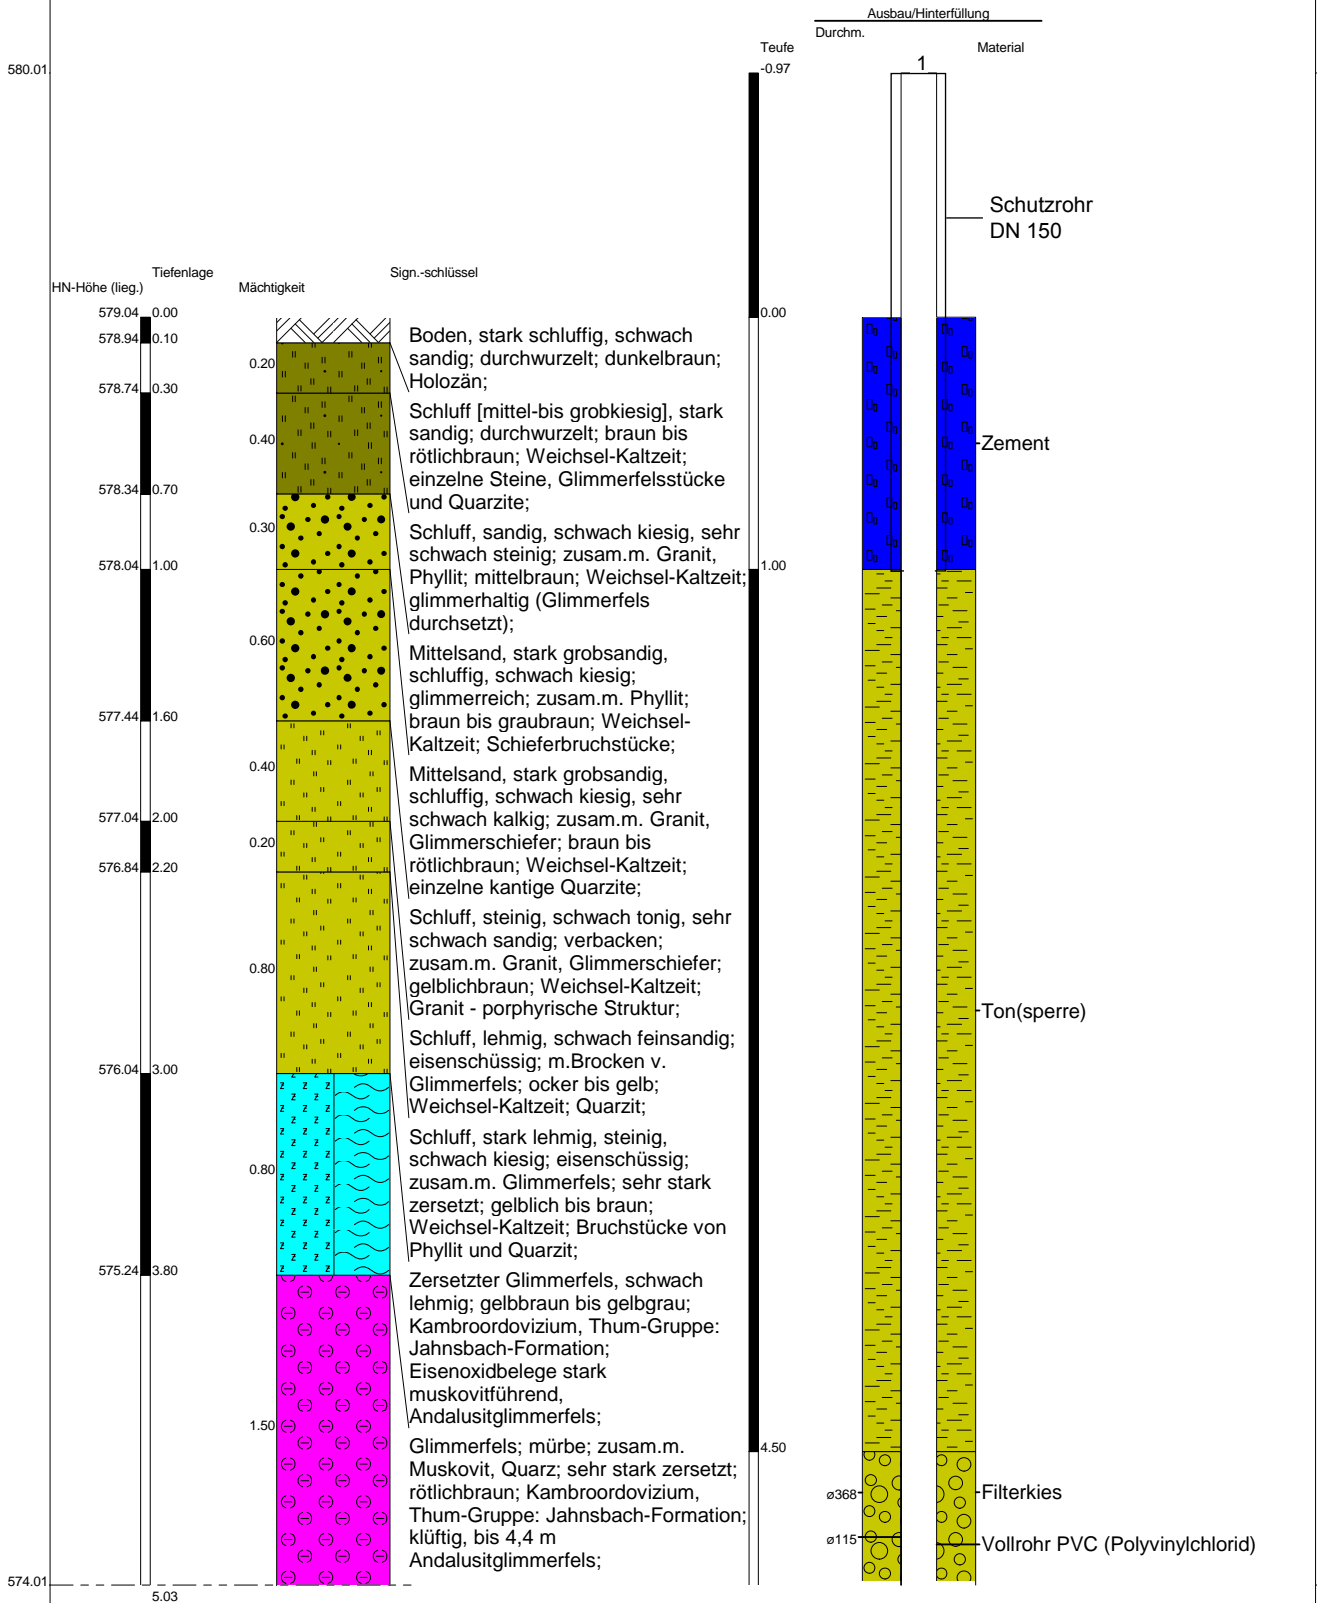 Ausbau/Hinterfüllung
Durchm.
Teufe
Material
580.01
-0.97
1
Schutzrohr
DN 150
Tiefenlage
Sign.-schlüssel
HN-Höhe (lieg.)
Mächtigkeit
579.04 0.00
0.00
578.94 0.10
0.20
578.74 0.30
0.40
578.34 0.70
0.30
578.04 1.00
1.00
0.60
577.44 1.60
0.40
577.04 2.00
0.20
576.84 2.20
0.80
576.04 3.00
0.80
575.24 3.80
1.50
574.01
5.03
Boden, stark schluffig, schwach
sandig; durchwurzelt; dunkelbraun;
Holozän;
Schluff [mittel-bis grobkiesig], stark
sandig; durchwurzelt; braun bis
rötlichbraun; Weichsel-Kaltzeit;
einzelne Steine, Glimmerfelsstücke
und Quarzite;
Schluff, sandig, schwach kiesig, sehr
schwach steinig; zusam.m. Granit,
Phyllit; mittelbraun; Weichsel-Kaltzeit;
glimmerhaltig (Glimmerfels
durchsetzt);
Mittelsand, stark grobsandig,
schluffig, schwach kiesig;
glimmerreich; zusam.m. Phyllit;
braun bis graubraun; Weichsel-
Kaltzeit; Schieferbruchstücke;
Mittelsand, stark grobsandig,
schluffig, schwach kiesig, sehr
schwach kalkig; zusam.m. Granit,
Glimmerschiefer; braun bis
rötlichbraun; Weichsel-Kaltzeit;
einzelne kantige Quarzite;
Schluff, steinig, schwach tonig, sehr
schwach sandig; verbacken;
zusam.m. Granit, Glimmerschiefer;
gelblichbraun; Weichsel-Kaltzeit;
Granit - porphyrische Struktur;
Schluff, lehmig, schwach feinsandig;
eisenschüssig; m.Brocken v.
Glimmerfels; ocker bis gelb;
Weichsel-Kaltzeit; Quarzit;
Schluff, stark lehmig, steinig,
schwach kiesig; eisenschüssig;
zusam.m. Glimmerfels; sehr stark
zersetzt; gelblich bis braun;
Weichsel-Kaltzeit; Bruchstücke von
Phyllit und Quarzit;
Zersetzter Glimmerfels, schwach
lehmig; gelbbraun bis gelbgrau;
Kambroordovizium, Thum-Gruppe:
Jahnsbach-Formation;
Eisenoxidbelege stark
muskovitführend,
Andalusitglimmerfels;
Glimmerfels; mürbe; zusam.m.
Muskovit, Quarz; sehr stark zersetzt;
rötlichbraun; Kambroordovizium,
Thum-Gruppe: Jahnsbach-Formation;
klüftig, bis 4,4 m
Andalusitglimmerfels;
Zement
Ton(sperre)
4.50
ø368
Filterkies
ø115
Vollrohr PVC (Polyvinylchlorid)